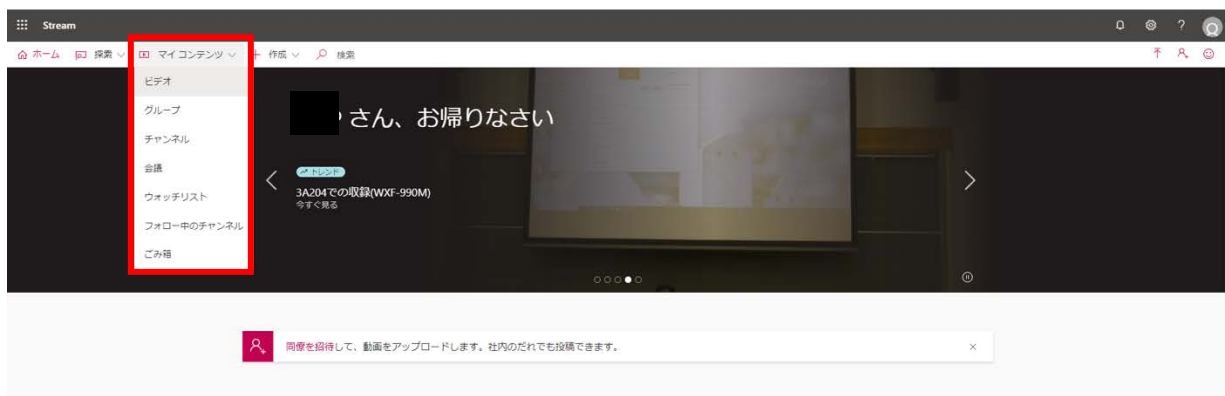 Stream
?
ホーム 探索 マイ コンテンツ 作成 検索
ビデオ
グループ
チャンネル
会議
ウォッチリスト
フォロー中のチャンネル
ごみ箱
さん、お帰りなさい
トレンド
3A204での収録(WXF-990M)
今すぐ見る
同僚を招待して、動画をアップロードします。社内のだれでも投稿できます。